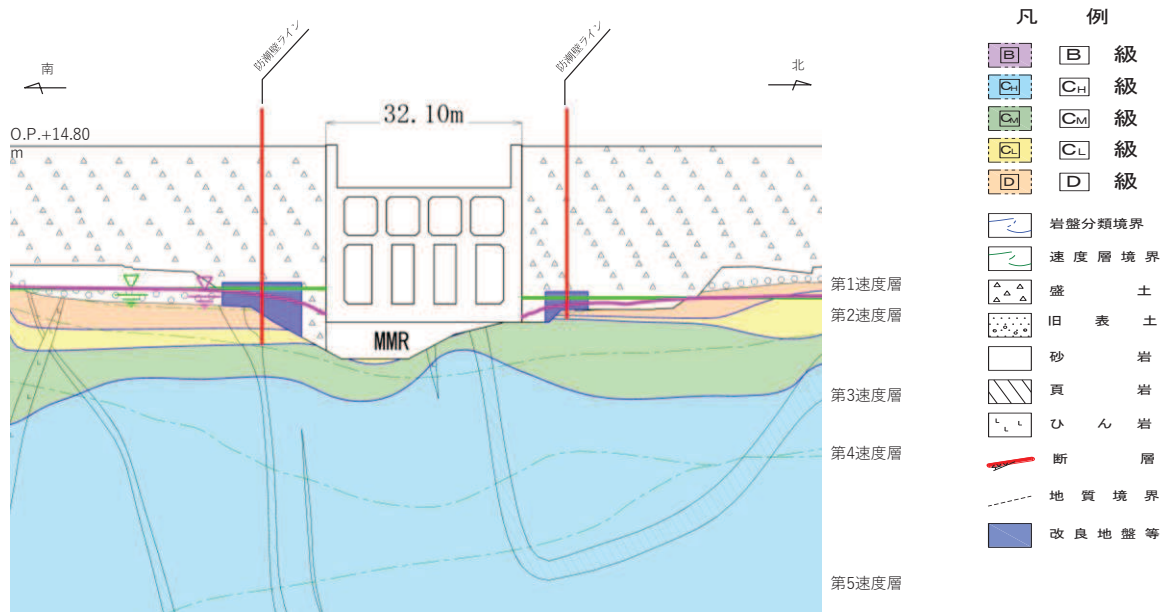 南
防潮壁ライン
32.10m
防潮壁ライン
北
O.P.+14.80
m
MMR
第1速度層
第2速度層
第3速度層
第4速度層
第5速度層
凡 例
B B 級
CH CH 級
CM CM 級
CL CL 級
D D 級
岩盤分類境界
速度層境界
盛土
旧表土
砂岩
頁岩
ひん岩
断層
地質境界
改良地盤等